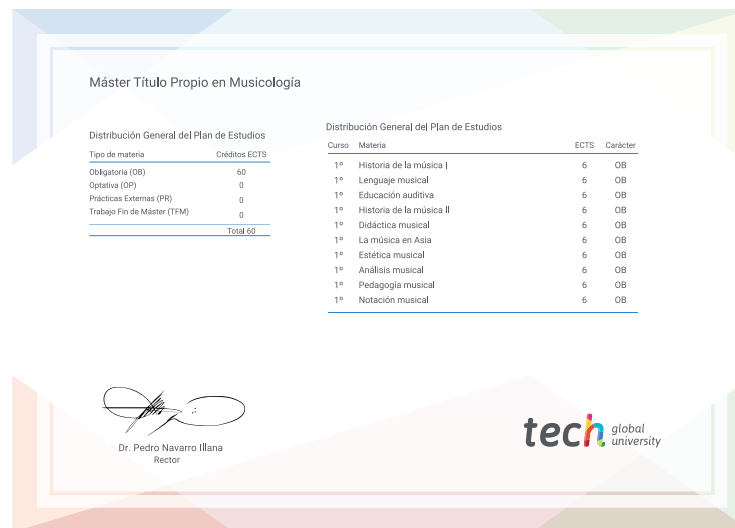 Máster Título Propio en Musicología
Distribución General del Plan de Estudios
Tipo de materia Créditos ECTS
Obligatoria (OB) 60
Optativa (OP) 0
Prácticas Externas (PR) 0
Trabajo Fin de Máster (TFM) 0
Total 60
Distribución General del Plan de Estudios
Curso Materia ECTS Carácter
1º Historia de la música I 6 OB
1º Lenguaje musical 6 OB
1º Educación auditiva 6 OB
1º Historia de la música II 6 OB
1º Didáctica musical 6 OB
1º La música en Asia 6 OB
1º Estética musical 6 OB
1º Análisis musical 6 OB
1º Pedagogía musical 6 OB
1º Notación musical 6 OB
Dr. Pedro Navarro Illana
Rector
tech global
university